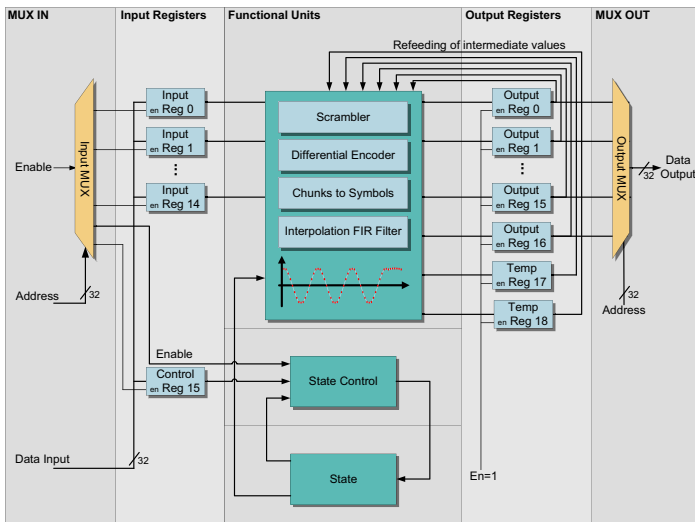 MUX IN
Input Registers
Functional Units
Output Registers
MUX OUT
Refeeding of intermediate values
Input
en Reg 0
Input
en Reg 1
...
Input
en Reg 14
Enable
Input MUX
Address
32
Scrambler
Differential Encoder
Chunks to Symbols
Interpolation FIR Filter
Output
en Reg 0
Output
en Reg 1
...
Output
en Reg 15
Output
en Reg 16
Temp
en Reg 17
Temp
en Reg 18
Output MUX
32
Data
Output
32
Address
Enable
Control
en Reg 15
State Control
Data Input
32
State
En=1